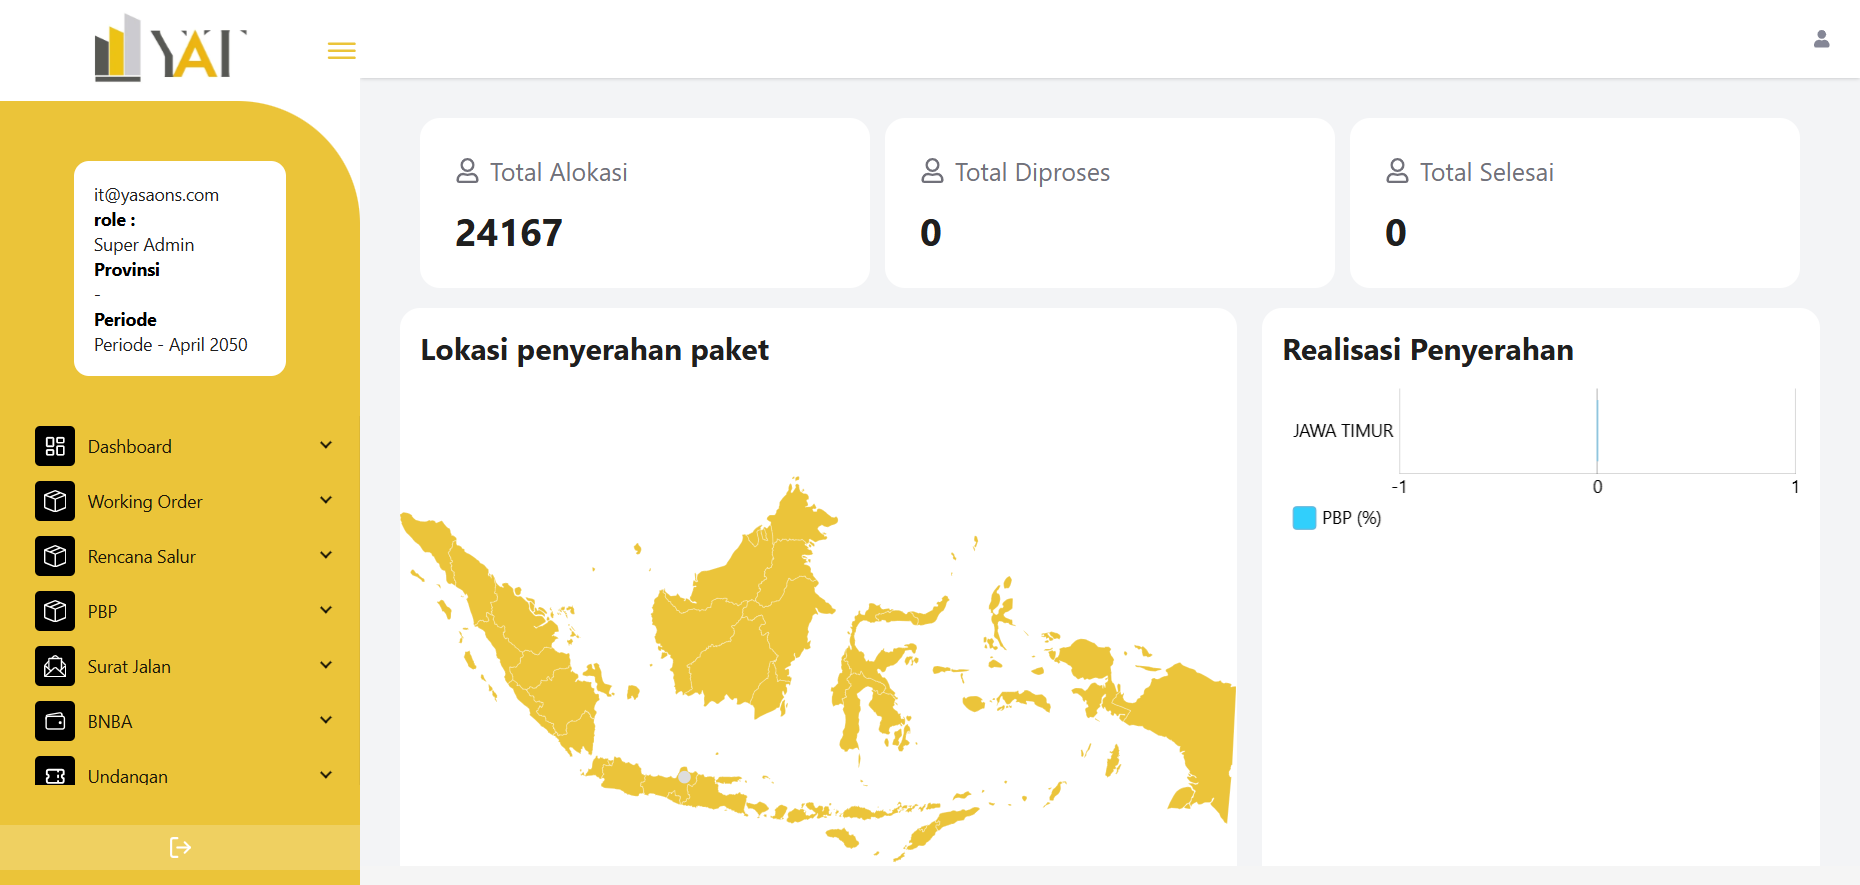 YAT
it@yasaons.com
role :
Super Admin
Provinsi
-
Periode
Periode - April 2050
Dashboard
Working Order
Rencana Salur
PBP
Surat Jalan
BNBA
Undangan
Total Alokasi
24167
Total Diproses
0
Total Selesai
0
Lokasi penyerahan paket
Realisasi Penyerahan
JAWA TIMUR
-1 0 1
PBP (%)